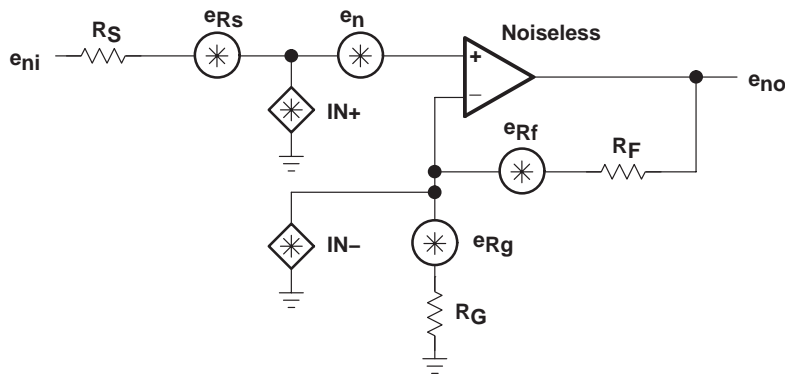 eRs
en
Noiseless
RS
eni
+
eno
IN+
−
eRf
RF
IN−
eRg
RG